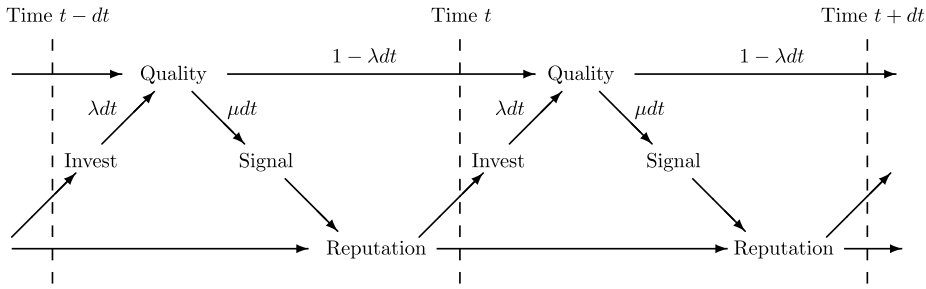 Time t − dt Time t Time t + dt
1 − λdt 1 − λdt
Quality Quality
λdt μdt λdt μdt
Invest Signal Invest Signal
Reputation Reputation